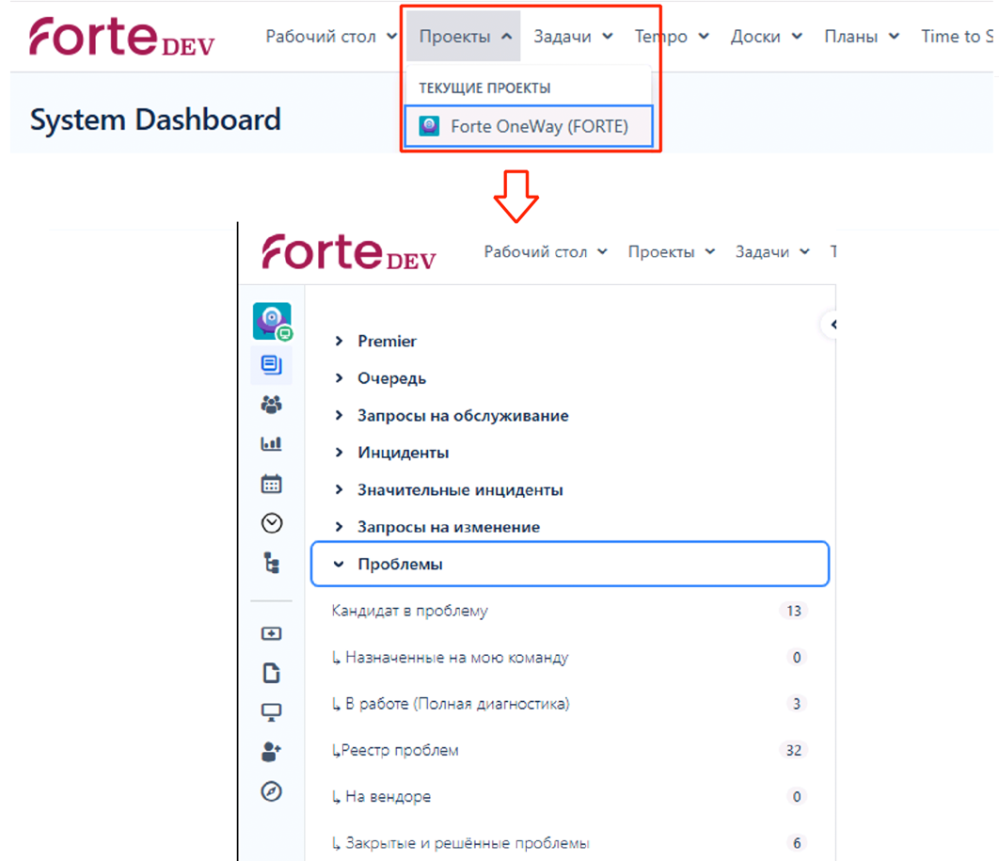 Forte DEV
Рабочий стол Проекты Задачи Tempo Доски Планы Time to S
ТЕКУЩИЕ ПРОЕКТЫ
System Dashboard
Forte OneWay (FORTE)
Forte DEV
Рабочий стол Проекты Задачи
Premier
Очередь
Запросы на обслуживание
Инциденты
Значительные инциденты
Запросы на изменение
Проблемы
Кандидат в проблему 13
↳ Назначенные на мою команду 0
↳ В работе (Полная диагностика) 3
↳Реестр проблем 32
↳ На вендоре 0
↳ Закрытые и решённые проблемы 6